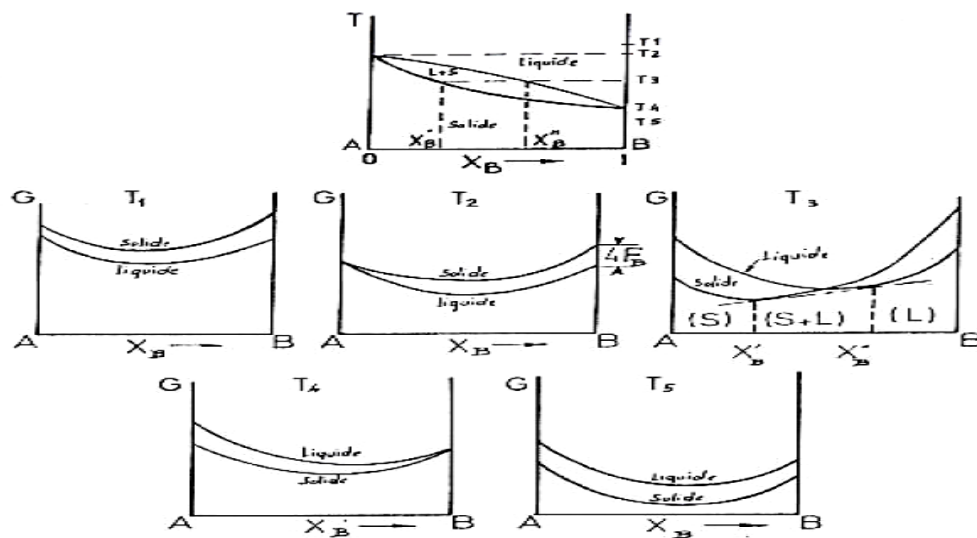 T
T1
T2
Liquide
L+S
T3
T4
Solide
T5
A
X'B
X"B
B
0
XB
1
G
T1
Solide
Liquide
A
XB
B
G
T2
Solide
Liquide
A
XB
B
G
T3
Liquide
Solide
(S)
(S+L)
(L)
A
X'B
X"B
B
G
T4
Liquide
Solide
A
XB
B
G
T5
Liquide
Solide
A
XB
B